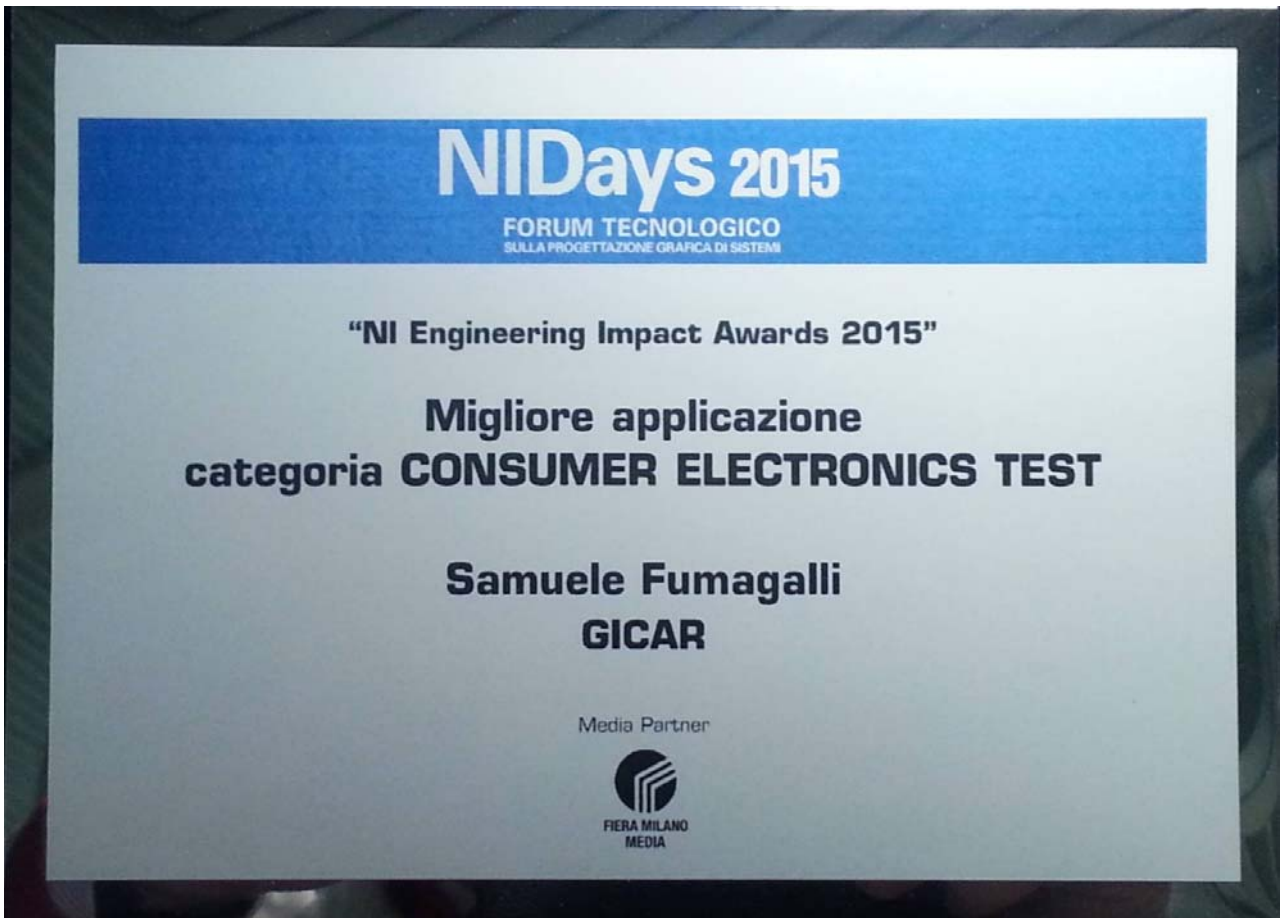 NIDays 2015
FORUM TECNOLOGICO
SULLA PROGETTAZIONE GRAFICA DI SISTEMI
“NI Engineering Impact Awards 2015”
Migliore applicazione
categoria CONSUMER ELECTRONICS TEST
Samuele Fumagalli
GICAR
Media Partner
FIERA MILANO
MEDIA